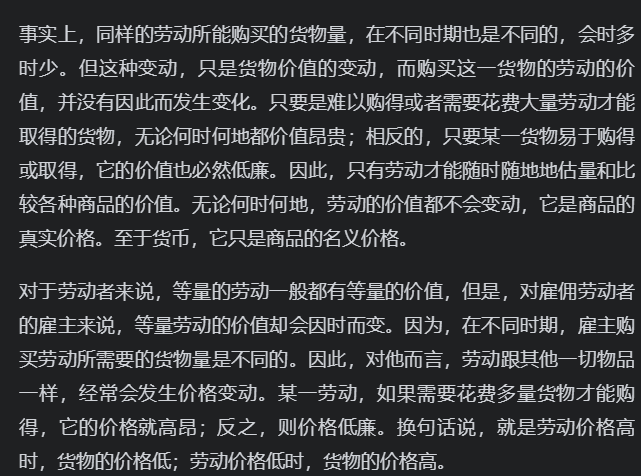 事实上，同样的劳动所能购买的货物量，在不同时期也是不同的，会时多
时少。但这种变动，只是货物价值的变动，而购买这一货物的劳动的价
值，并没有因此而发生变化。只要是难以购得或者需要花费大量劳动才能
取得的货物，无论何时何地都价值昂贵；相反的，只要某一货物易于购得
或取得，它的价值也必然低廉。因此，只有劳动才能随时随地地估量和比
较各种商品的价值。无论何时何地，劳动的价值都不会变动，它是商品的
真实价格。至于货币，它只是商品的名义价格。
对于劳动者来说，等量的劳动一般都有等量的价值，但是，对雇佣劳动者
的雇主来说，等量劳动的价值却会因时而变。因为，在不同时期，雇主购
买劳动所需要的货物量是不同的。因此，对他而言，劳动跟其他一切物品
一样，经常会发生价格变动。某一劳动，如果需要花费多量货物才能购
得，它的价格就高昂；反之，则价格低廉。换句话说，就是劳动价格高
时，货物的价格低；劳动价格低时，货物的价格高。